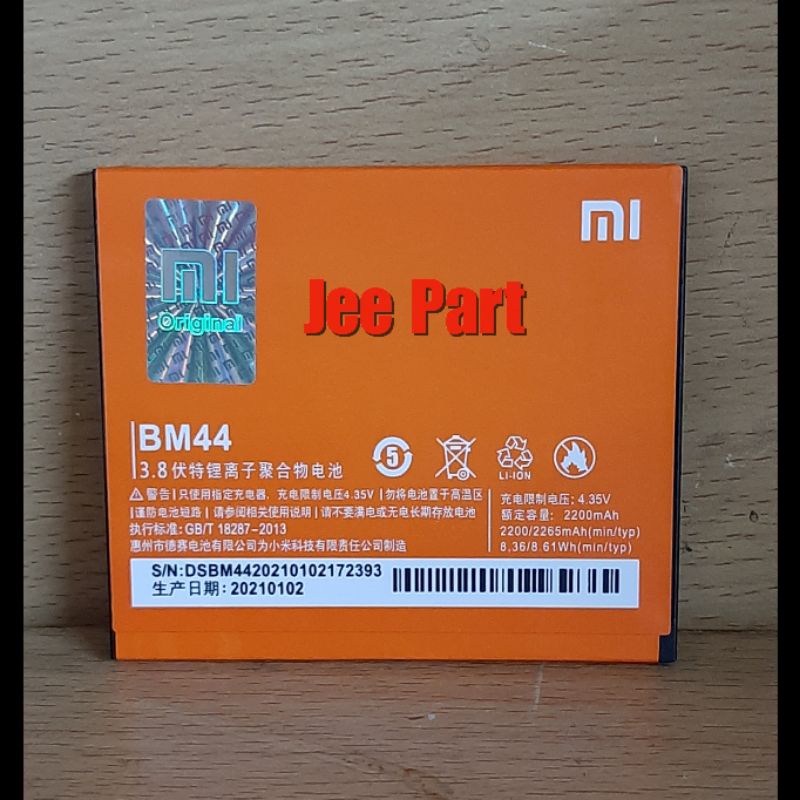 mi
mi
Original
Jee Part
BM44
3.8伏特锂离子聚合物电池
5
LI-ION
警告|只使用指定充电器,充电限制电压4.35V|勿将电池置于高温区
谨防电池短路|请参阅相关使用说明|请不要满电或无电长期存放电池
执行标准:GB/T 18287-2013
惠州市德赛电池有限公司为小米科技有限责任公司制造
充电限制电压:4.35V
额定容量: 2200mAh
2200/2265mAh(min/typ)
8.36/8.61Wh(min/typ)
S/N:DSBM4420210102172393
生产日期:20210102